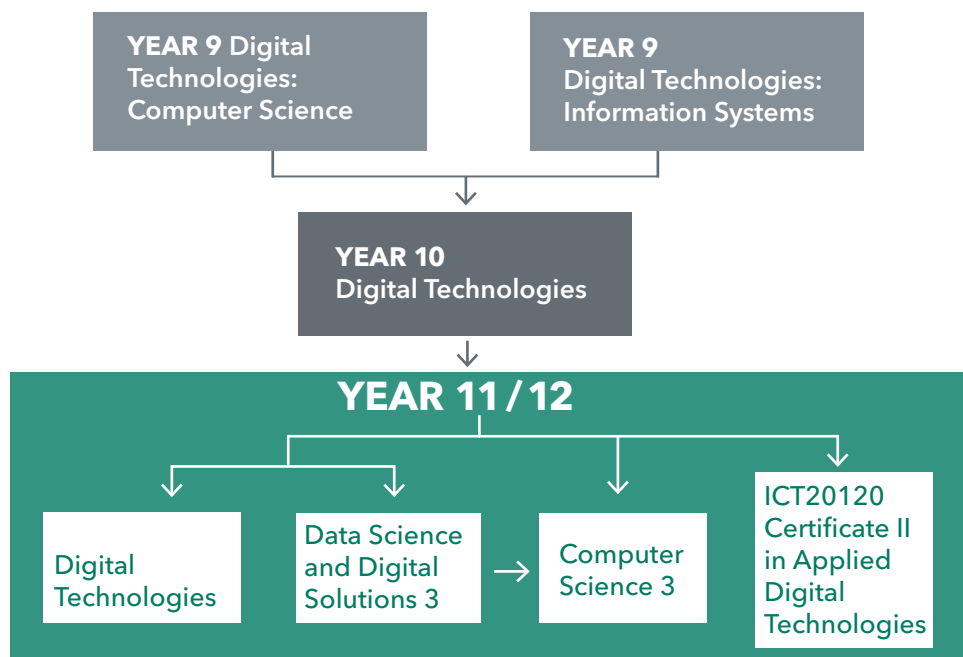 YEAR 9 Digital
Technologies:
Computer Science
YEAR 9
Digital Technologies:
Information Systems
YEAR 10
Digital Technologies
YEAR 11/12
Digital
Technologies
Data Science
and Digital
Solutions 3
Computer
Science 3
ICT20120
Certificate II
in Applied
Digital
Technologies